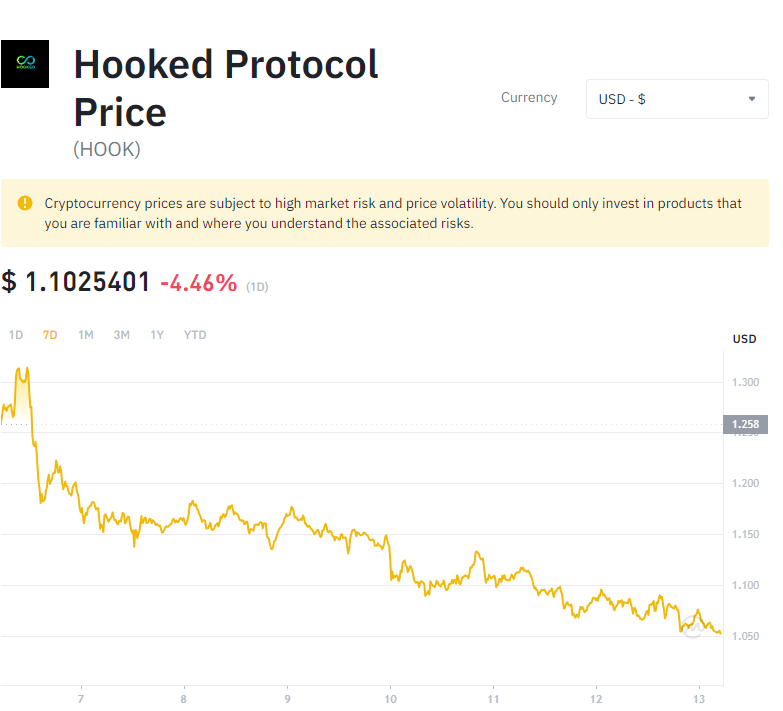 HOOKED
Hooked Protocol
Price
(HOOK)
Currency
USD - $
Cryptocurrency prices are subject to high market risk and price volatility. You should only invest in products that
you are familiar with and where you understand the associated risks.
$ 1.1025401 -4.46% (1D)
1D 7D 1M 3M 1Y YTD
USD
1.300
1.258
1.200
1.150
1.100
1.050
7 8 9 10 11 12 13